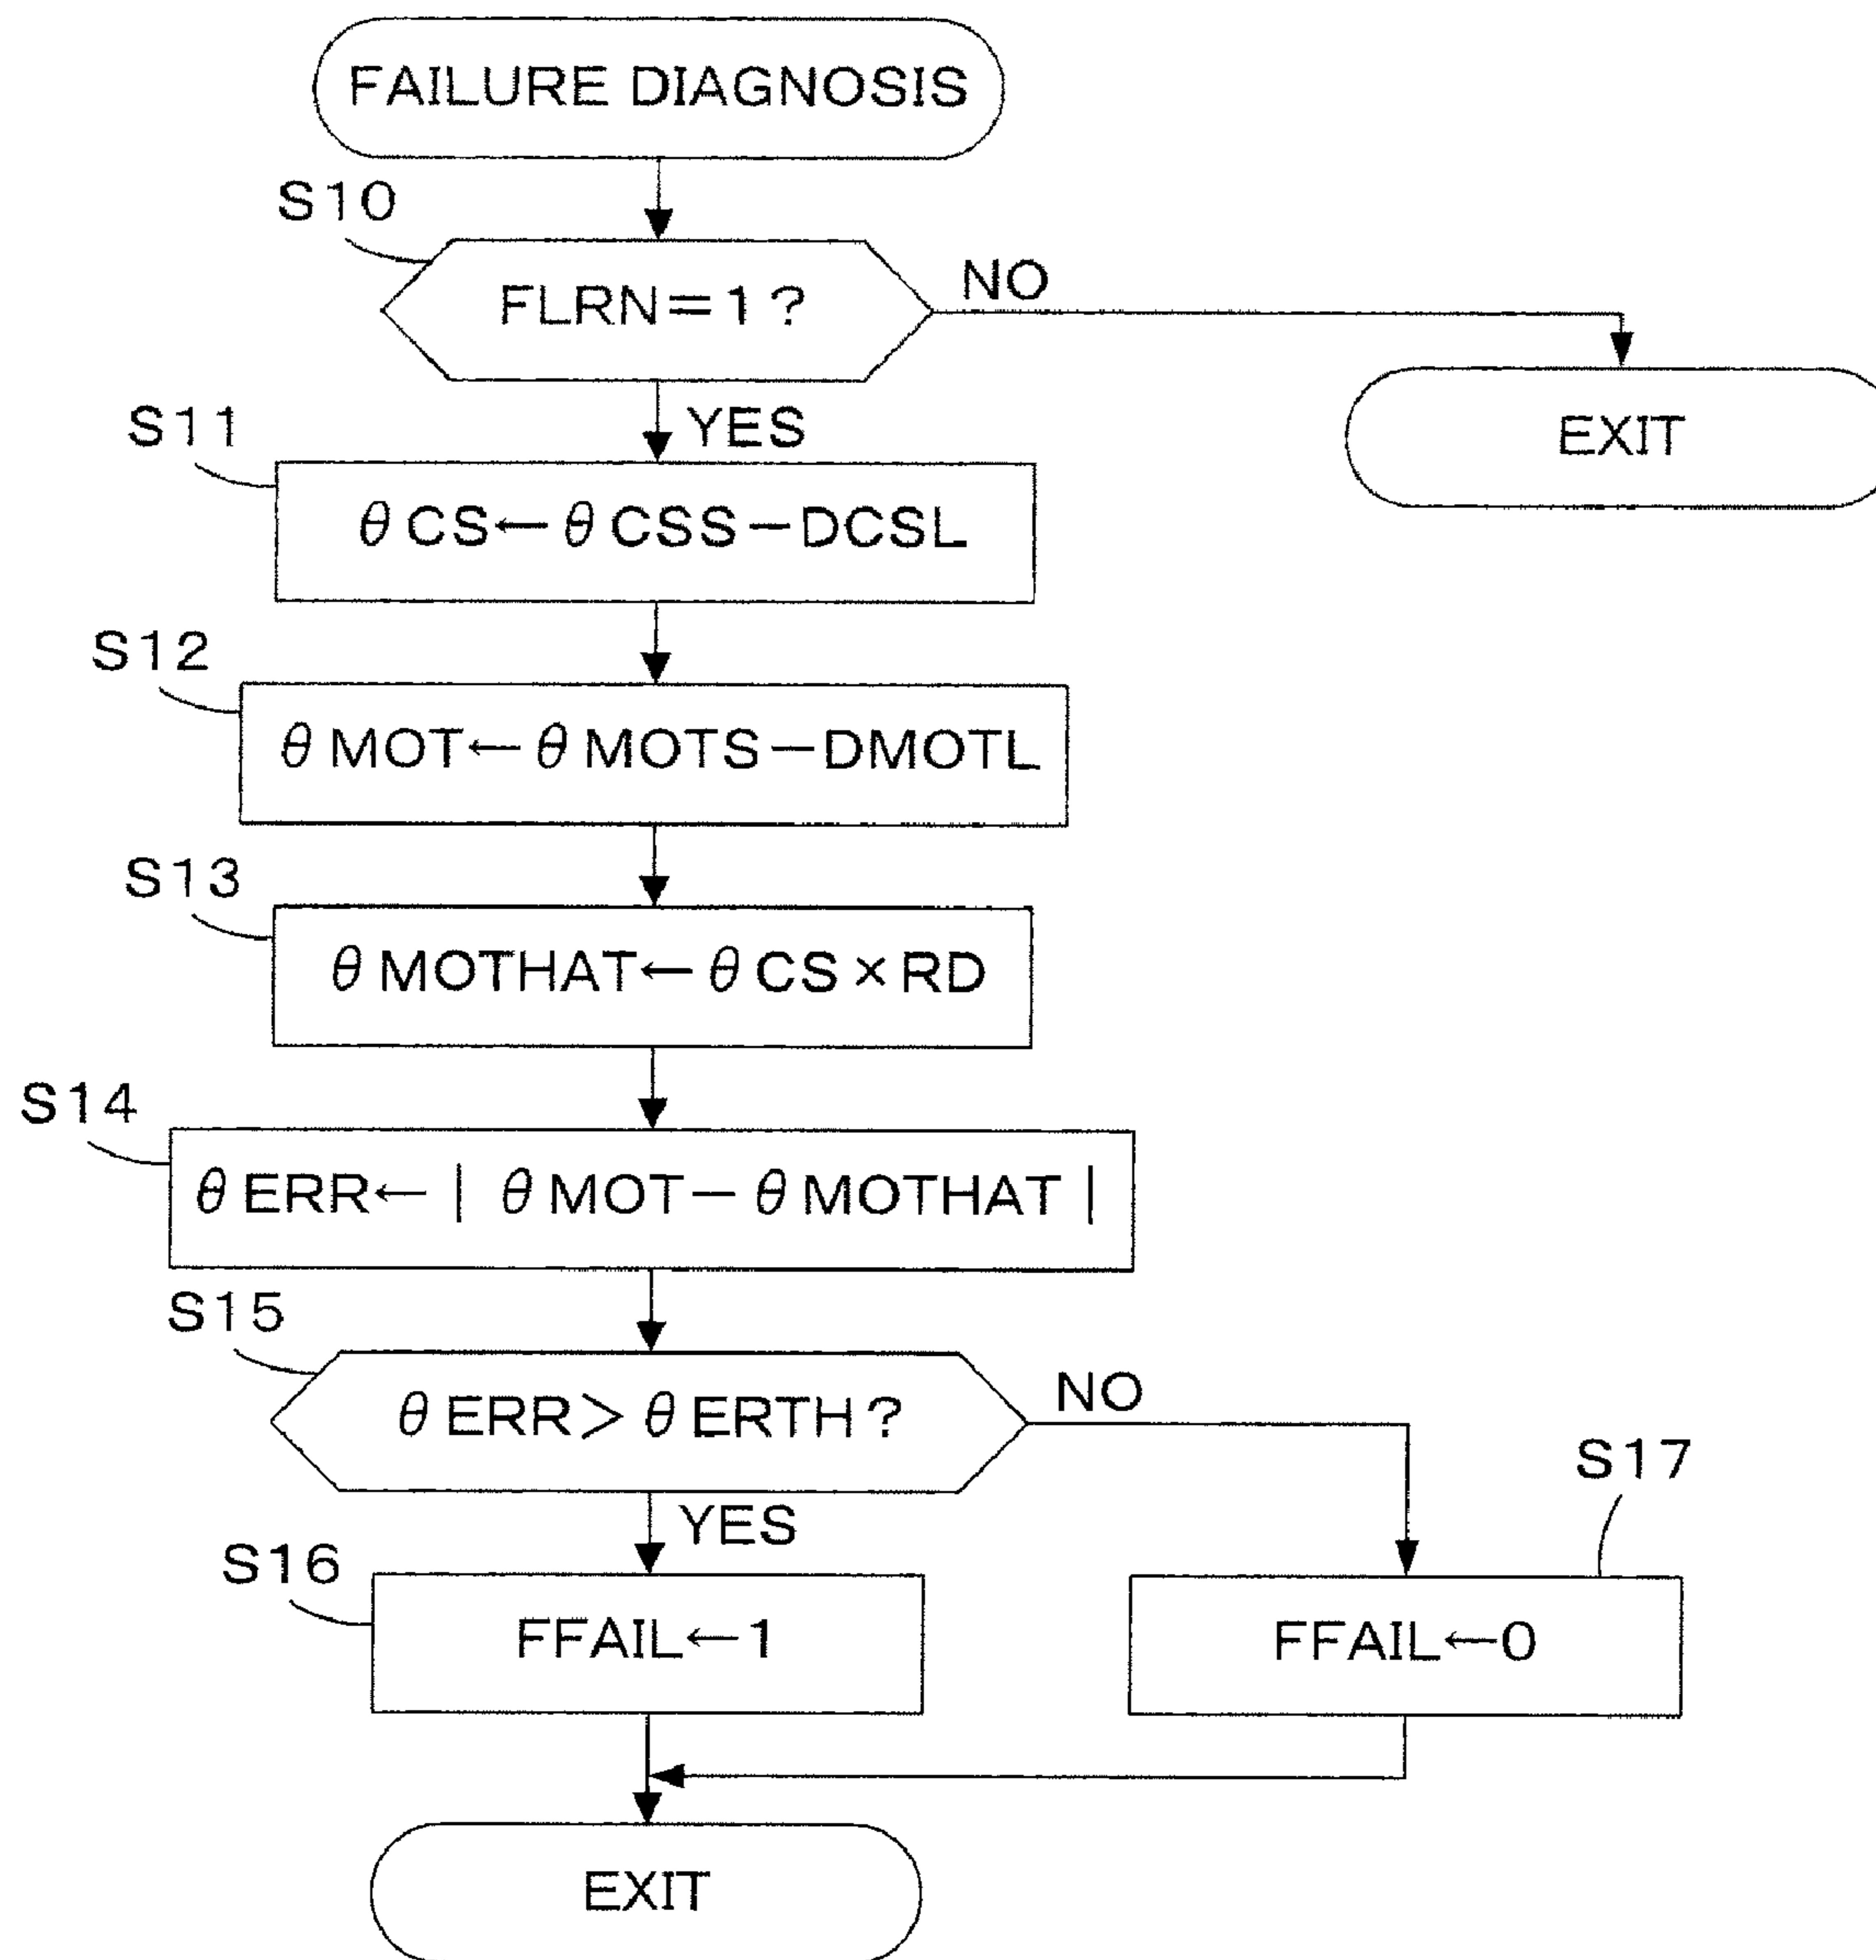 FAILURE DIAGNOSIS
S10
FLRN=1?
NO
EXIT
YES
S11
θCS←θCSS-DCSL
S12
θMOT←θMOTS-DMOTL
S13
θMOTHAT←θCS×RD
S14
θERR←|θMOT-θMOTHAT|
S15
θERR>θERTH?
NO
YES
S16
FFAIL←1
S17
FFAIL←0
EXIT